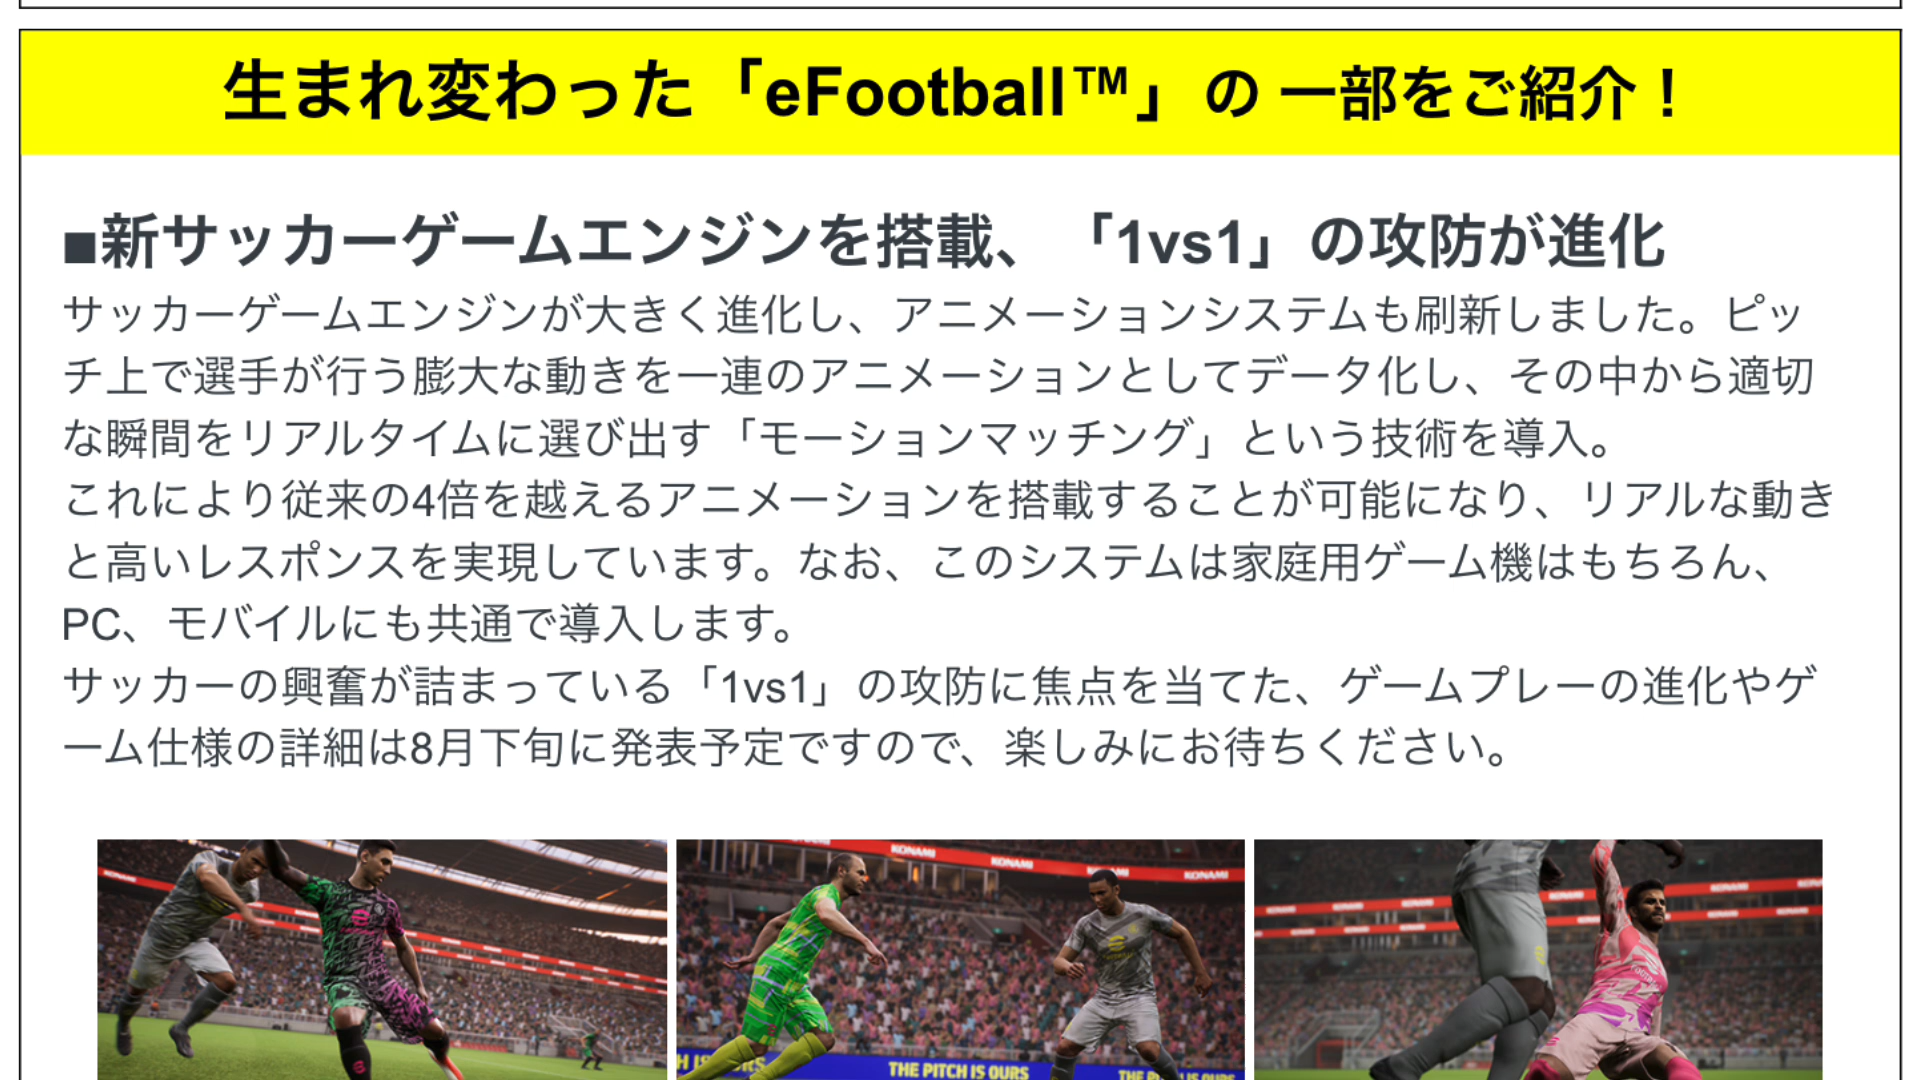 生まれ変わった「eFootball™」の 一部をご紹介！
■新サッカーゲームエンジンを搭載、「1vs1」の攻防が進化
サッカーゲームエンジンが大きく進化し、アニメーションシステムも刷新しました。ピッ
チ上で選手が行う膨大な動きを一連のアニメーションとしてデータ化し、その中から適切
な瞬間をリアルタイムに選び出す「モーションマッチング」という技術を導入。
これにより従来の4倍を越えるアニメーションを搭載することが可能になり、リアルな動き
と高いレスポンスを実現しています。なお、このシステムは家庭用ゲーム機はもちろん、
PC、モバイルにも共通で導入します。
サッカーの興奮が詰まっている「1vs1」の攻防に焦点を当てた、ゲームプレーの進化やゲ
ーム仕様の詳細は8月下旬に発表予定ですので、楽しみにお待ちください。
KONAMI
KONAMI KONAMI KONAMI
KONAMI KONAMI
THE PITCH IS OURS